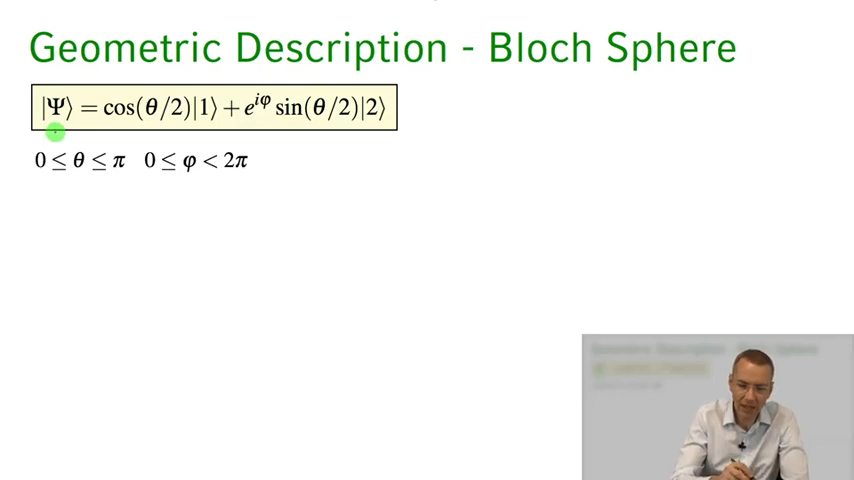 Geometric Description - Bloch Sphere
|Ψ⟩ = cos(θ/2)|1⟩ + e^{iφ} sin(θ/2)|2⟩
0 ≤ θ ≤ π   0 ≤ φ < 2π